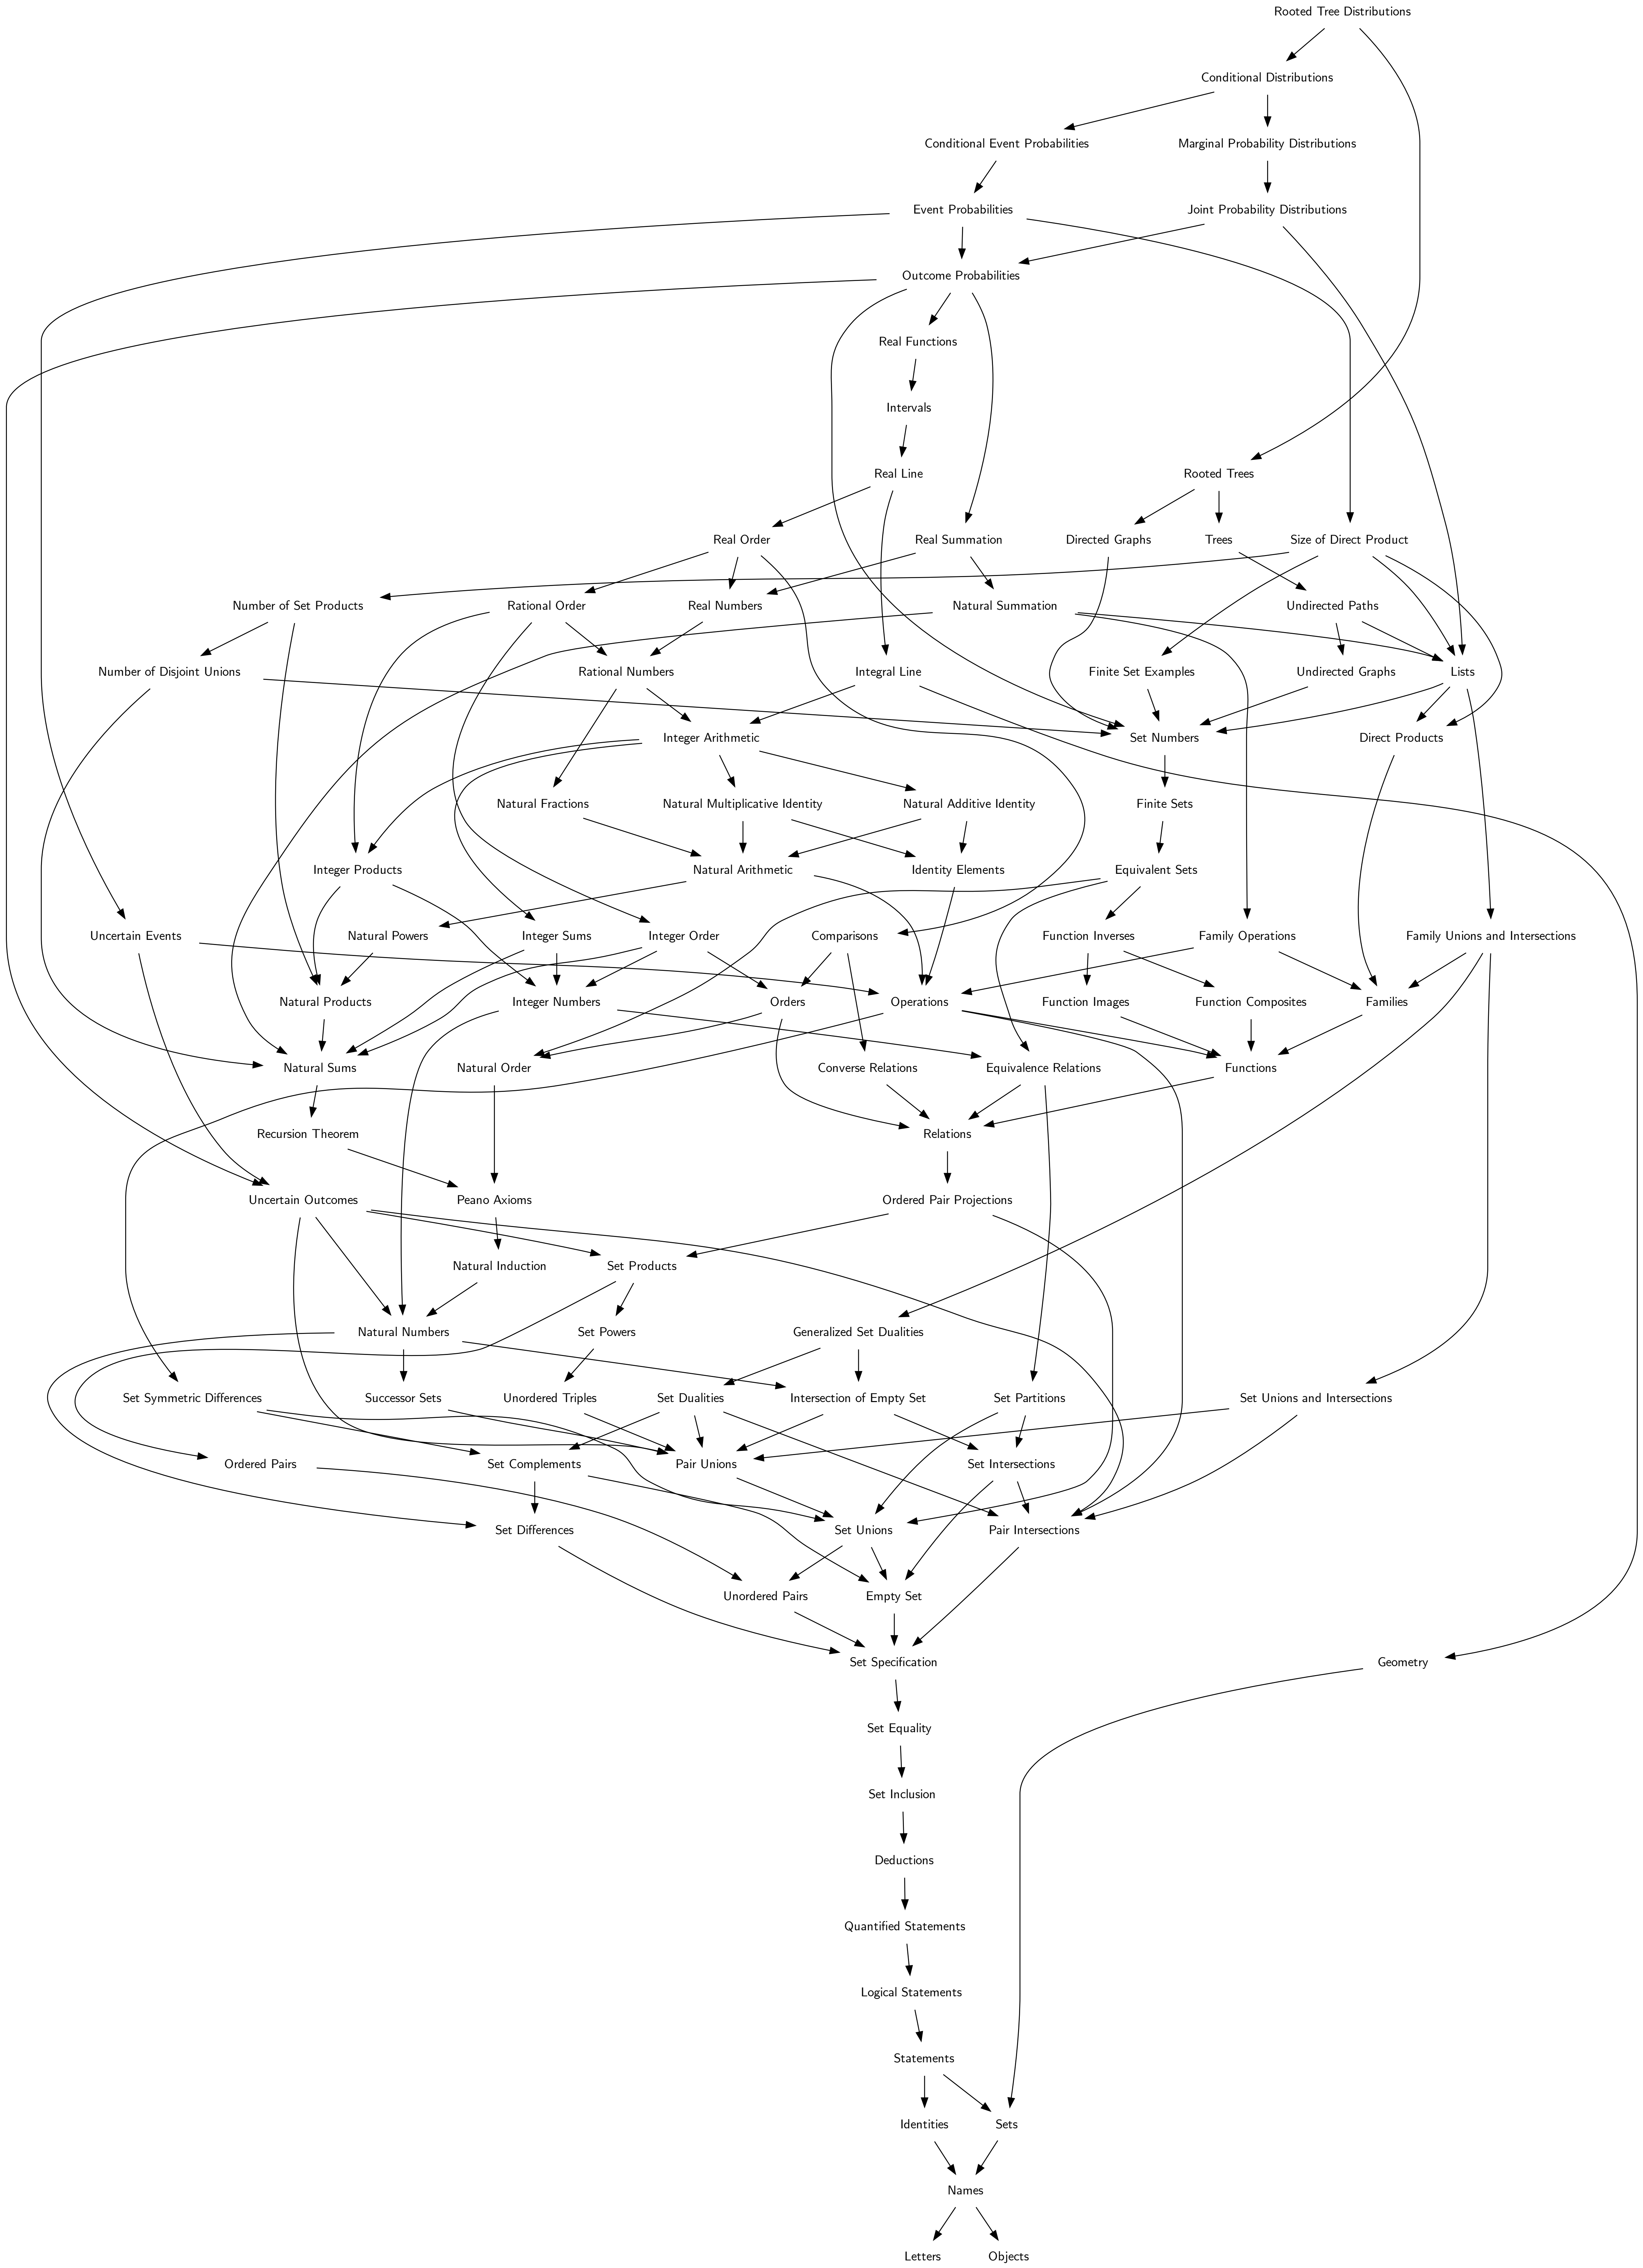 Rooted Tree Distributions
Conditional Distributions
Conditional Event Probabilities
Marginal Probability Distributions
Event Probabilities
Joint Probability Distributions
Outcome Probabilities
Real Functions
Intervals
Real Line
Rooted Trees
Real Order
Real Summation
Directed Graphs
Trees
Size of Direct Product
Number of Set Products
Rational Order
Real Numbers
Natural Summation
Undirected Paths
Number of Disjoint Unions
Rational Numbers
Integral Line
Finite Set Examples
Undirected Graphs
Lists
Integer Arithmetic
Set Numbers
Direct Products
Natural Fractions
Natural Multiplicative Identity
Natural Additive Identity
Finite Sets
Integer Products
Natural Arithmetic
Identity Elements
Equivalent Sets
Uncertain Events
Natural Powers
Integer Sums
Integer Order
Comparisons
Function Inverses
Family Operations
Family Unions and Intersections
Natural Products
Integer Numbers
Orders
Operations
Function Images
Function Composites
Families
Natural Sums
Natural Order
Converse Relations
Equivalence Relations
Functions
Recursion Theorem
Relations
Uncertain Outcomes
Peano Axioms
Ordered Pair Projections
Natural Induction
Set Products
Natural Numbers
Set Powers
Generalized Set Dualities
Set Symmetric Differences
Successor Sets
Unordered Triples
Set Dualities
Intersection of Empty Set
Set Partitions
Set Unions and Intersections
Ordered Pairs
Set Complements
Pair Unions
Set Intersections
Set Differences
Set Unions
Pair Intersections
Unordered Pairs
Empty Set
Set Specification
Geometry
Set Equality
Set Inclusion
Deductions
Quantified Statements
Logical Statements
Statements
Identities
Sets
Names
Letters
Objects